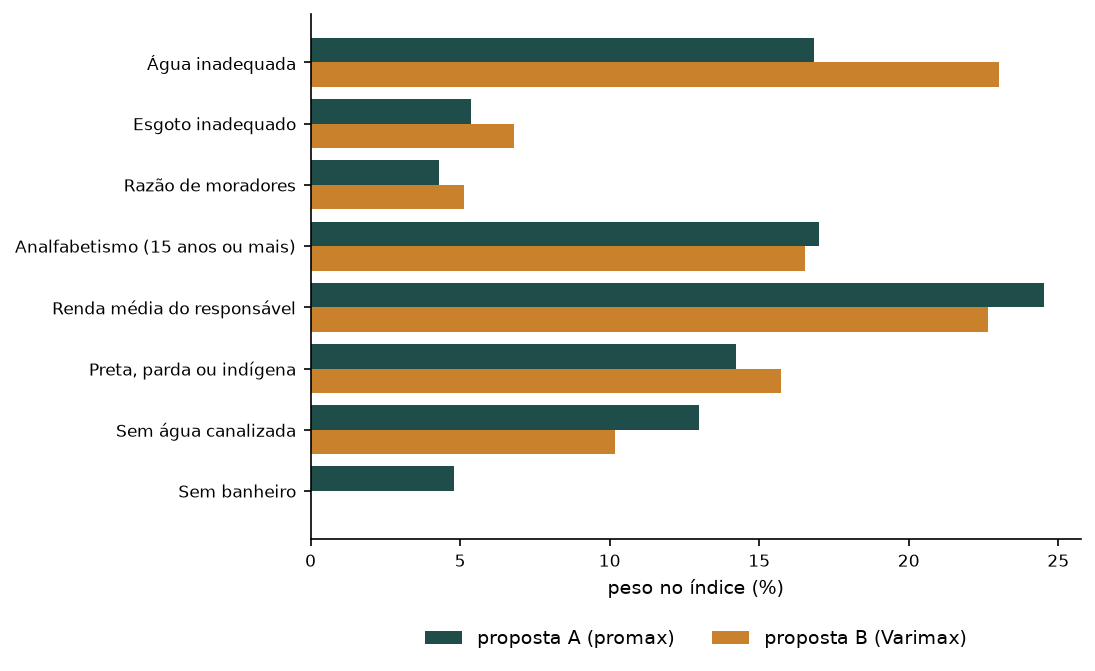 Água inadequada
Esgoto inadequado
Razão de moradores
Analfabetismo (15 anos ou mais)
Renda média do responsável
Preta, parda ou indígena
Sem água canalizada
Sem banheiro
0 5 10 15 20 25
peso no índice (%)
proposta A (promax) proposta B (Varimax)